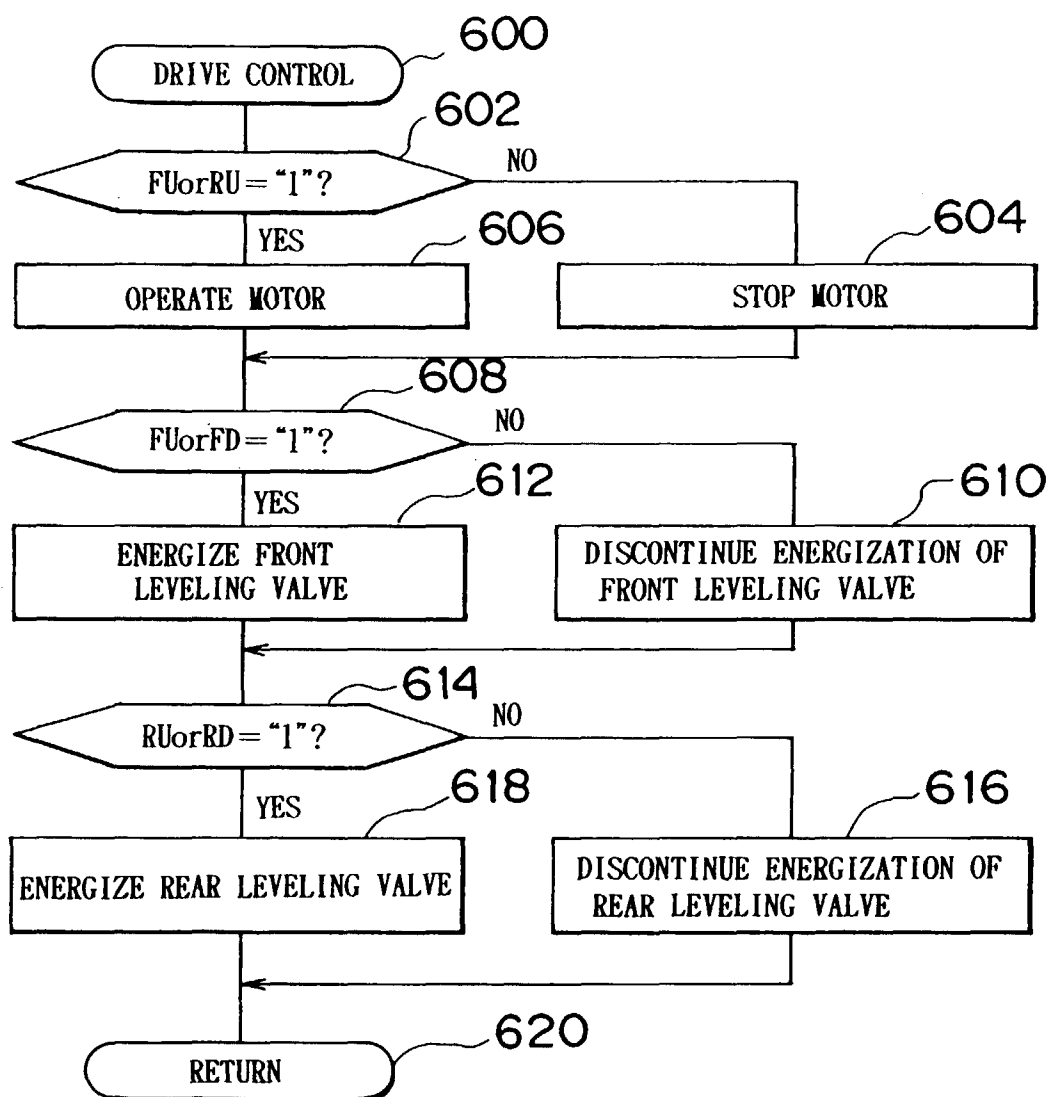 600
DRIVE CONTROL
602
FUorRU="1"?
NO
YES
606
604
OPERATE MOTOR
STOP MOTOR
608
FUorFD="1"?
NO
YES
612
610
ENERGIZE FRONT
LEVELING VALVE
DISCONTINUE ENERGIZATION OF
FRONT LEVELING VALVE
614
RUorRD="1"?
NO
YES
618
616
ENERGIZE REAR LEVELING VALVE
DISCONTINUE ENERGIZATION OF
REAR LEVELING VALVE
620
RETURN